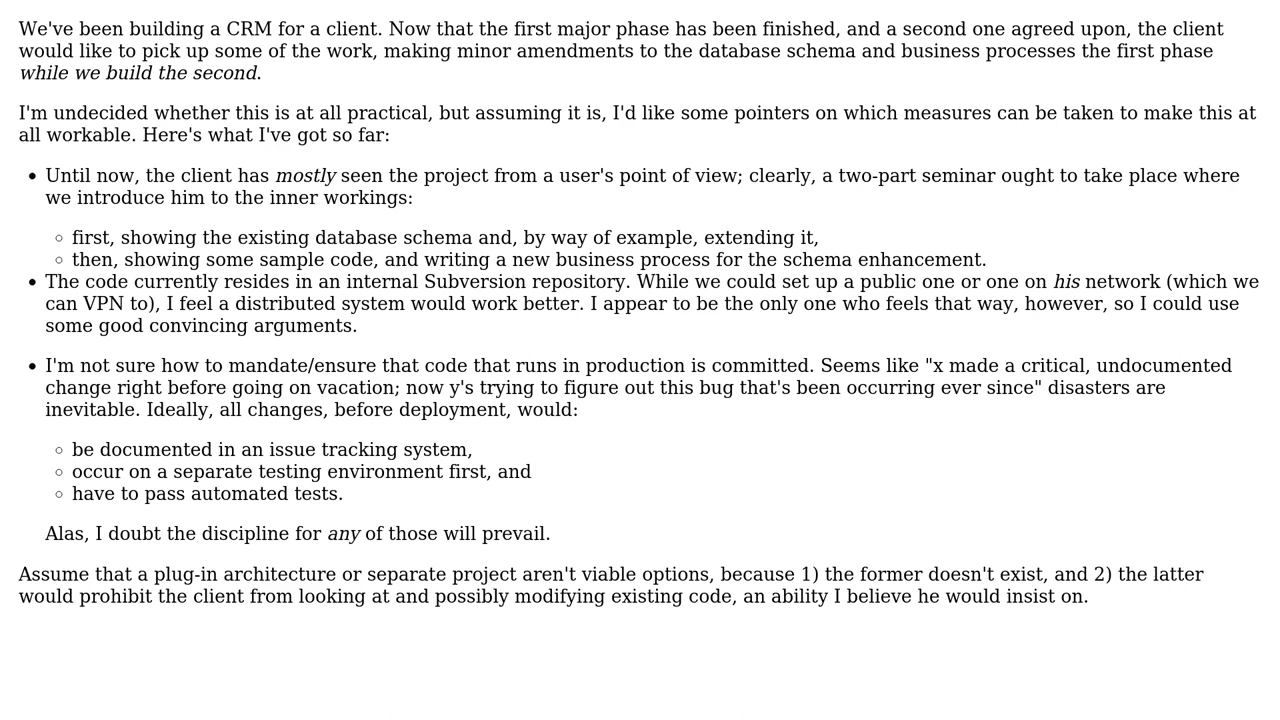 We've been building a CRM for a client. Now that the first major phase has been finished, and a second one agreed upon, the client
would like to pick up some of the work, making minor amendments to the database schema and business processes the first phase
while we build the second.
I'm undecided whether this is at all practical, but assuming it is, I'd like some pointers on which measures can be taken to make this at
all workable. Here's what I've got so far:
• Until now, the client has mostly seen the project from a user's point of view; clearly, a two-part seminar ought to take place where
we introduce him to the inner workings:
◦ first, showing the existing database schema and, by way of example, extending it,
◦ then, showing some sample code, and writing a new business process for the schema enhancement.
• The code currently resides in an internal Subversion repository. While we could set up a public one or one on his network (which we
can VPN to), I feel a distributed system would work better. I appear to be the only one who feels that way, however, so I could use
some good convincing arguments.
• I'm not sure how to mandate/ensure that code that runs in production is committed. Seems like "x made a critical, undocumented
change right before going on vacation; now y's trying to figure out this bug that's been occurring ever since" disasters are
inevitable. Ideally, all changes, before deployment, would:
◦ be documented in an issue tracking system,
◦ occur on a separate testing environment first, and
◦ have to pass automated tests.
Alas, I doubt the discipline for any of those will prevail.
Assume that a plug-in architecture or separate project aren't viable options, because 1) the former doesn't exist, and 2) the latter
would prohibit the client from looking at and possibly modifying existing code, an ability I believe he would insist on.